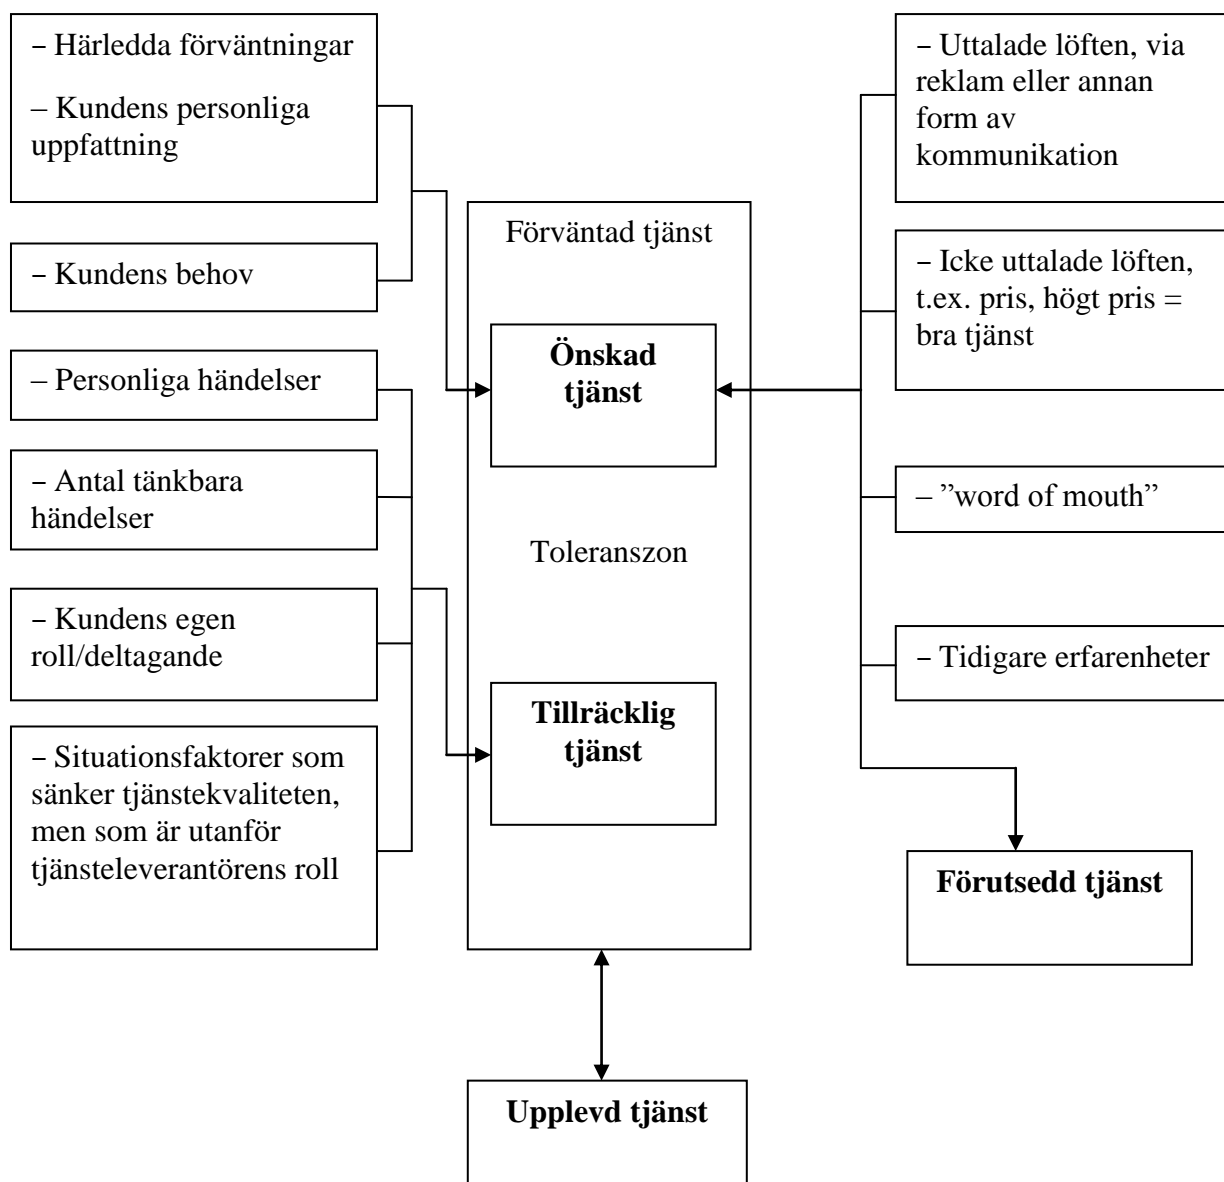 – Härledda förväntningar
– Kundens personliga
uppfattning
– Kundens behov
– Personliga händelser
– Antal tänkbara
händelser
– Kundens egen
roll/deltagande
– Situationsfaktorer som
sänker tjänstekvaliteten,
men som är utanför
tjänsteleverantörens roll
Förväntad tjänst
Önskad
tjänst
Toleranszon
Tillräcklig
tjänst
Upplevd tjänst
– Uttalade löften, via
reklam eller annan
form av
kommunikation
– Icke uttalade löften,
t.ex. pris, högt pris =
bra tjänst
– ”word of mouth”
– Tidigare erfarenheter
Förutsedd tjänst